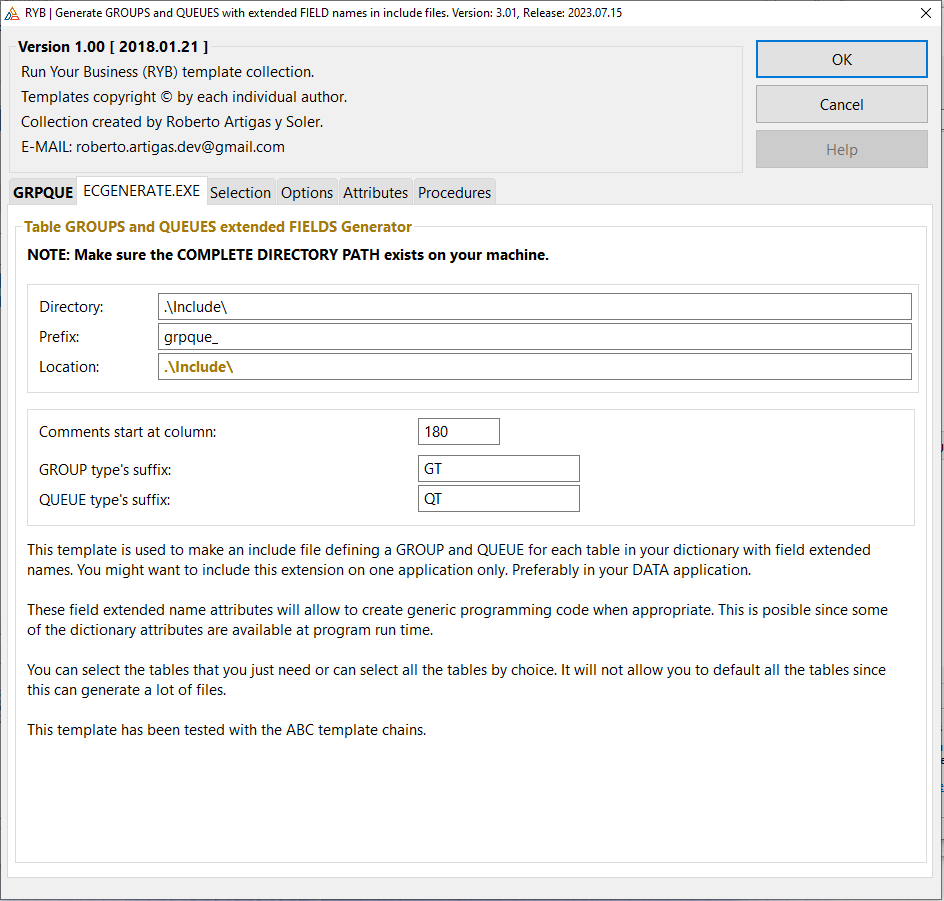 RYB | Generate GROUPS and QUEUES with extended FIELD names in include files. Version: 3.01, Release: 2023.07.15
Version 1.00 [ 2018.01.21 ]
Run Your Business (RYB) template collection.
Templates copyright © by each individual author.
Collection created by Roberto Artigas y Soler.
E-MAIL: roberto.artigas.dev@gmail.com
OK
Cancel
Help
GRPQUE ECGENERATE.EXE Selection Options Attributes Procedures
Table GROUPS and QUEUES extended FIELDS Generator
NOTE: Make sure the COMPLETE DIRECTORY PATH exists on your machine.
Directory: .\Include\
Prefix: grpque_
Location: .\Include\
Comments start at column: 180
GROUP type's suffix: GT
QUEUE type's suffix: QT
This template is used to make an include file defining a GROUP and QUEUE for each table in your dictionary with field extended
names. You might want to include this extension on one application only. Preferably in your DATA application.
These field extended name attributes will allow to create generic programming code when appropriate. This is posible since some
of the dictionary attributes are available at program run time.
You can select the tables that you just need or can select all the tables by choice. It will not allow you to default all the tables since
this can generate a lot of files.
This template has been tested with the ABC template chains.